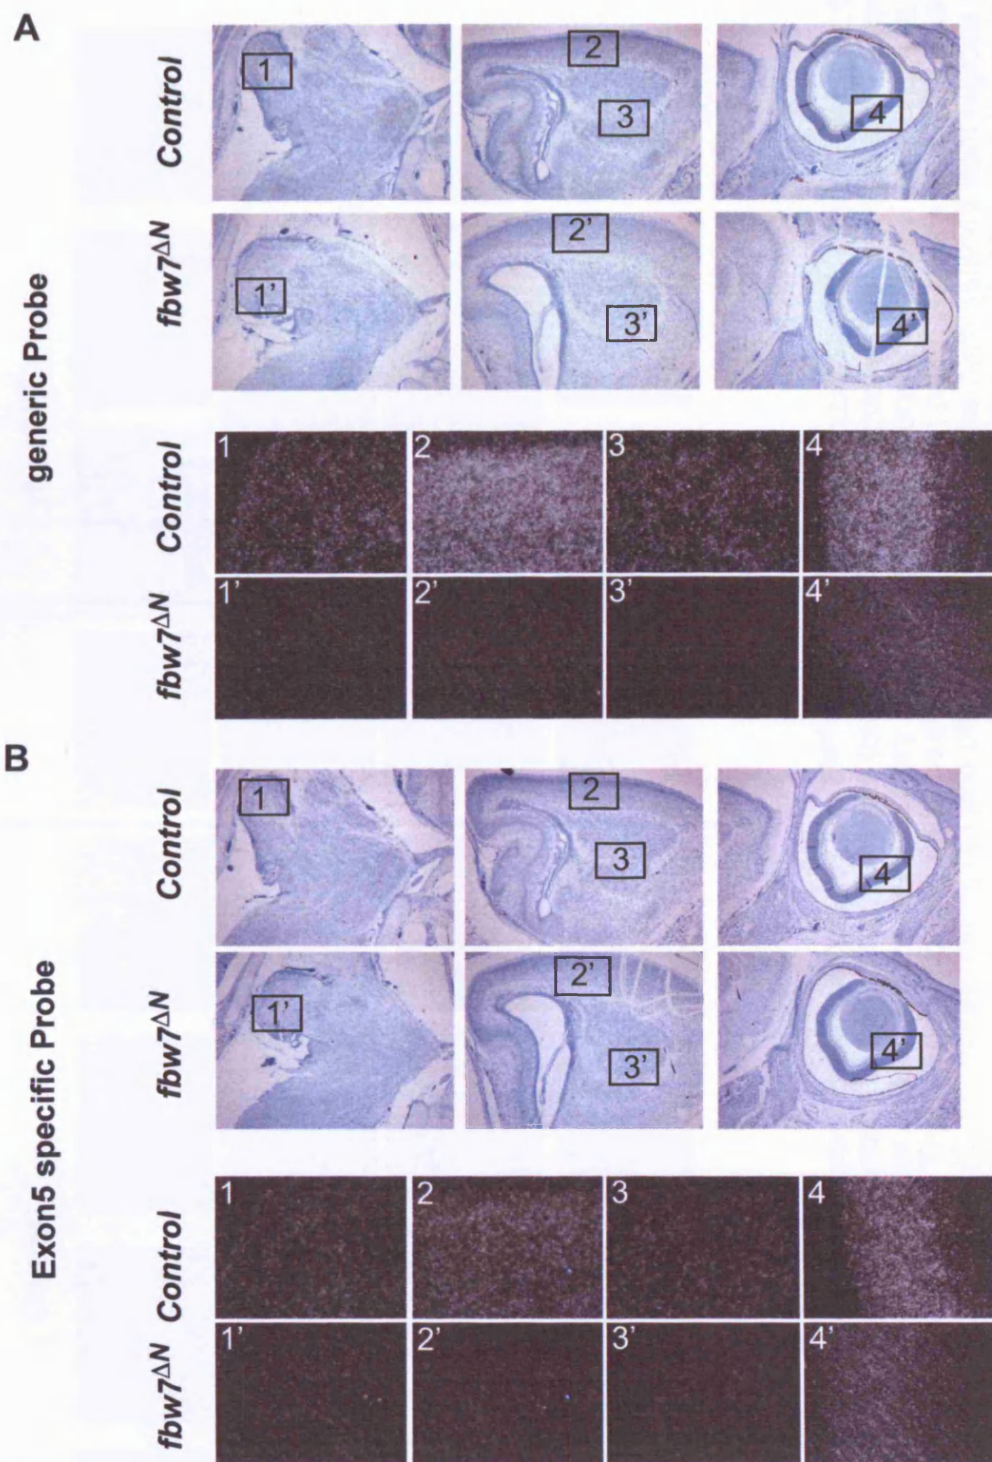 A
generic Probe
Control
1
2
3
4
fbw7ΔN
1'
2'
3'
4'
Control
1
2
3
4
fbw7ΔN
1'
2'
3'
4'
B
Exon5 specific Probe
Control
1
2
3
4
fbw7ΔN
1'
2'
3'
4'
Control
1
2
3
4
fbw7ΔN
1'
2'
3'
4'